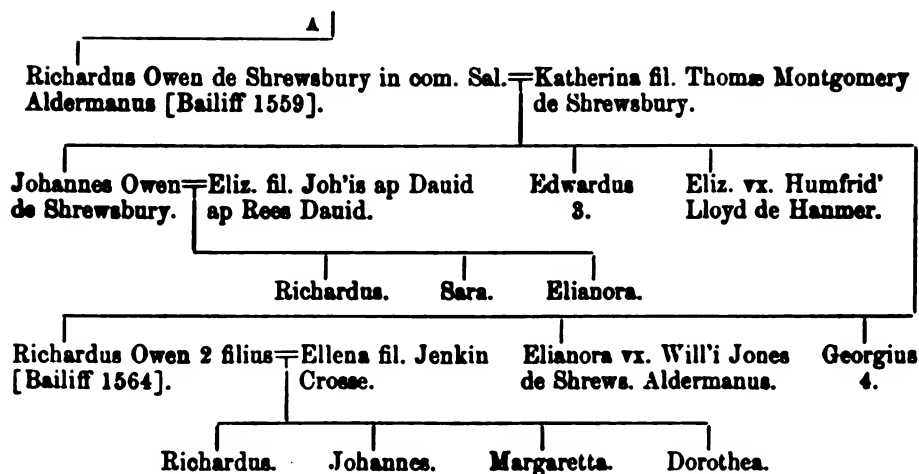 A
Richardus Owen de Shrewsbury in com. Sal.=Katherina fil. Thomæ Montgomery
Aldermanus [Bailiff 1559]. de Shrewsbury.
Johannes Owen=Eliz. fil. Joh'is ap Dauid Edwardus Eliz. vx. Humfrid'
de Shrewsbury. ap Rees Dauid. 3. Lloyd de Hanmer.
Richardus. Sara. Elianora.
Richardus Owen 2 filius=Ellena fil. Jenkin Elianora vx. Will'i Jones Georgius
[Bailiff 1564]. Crosse. de Shrews. Aldermanus. 4.
Richardus. Johannes. Margaretta. Dorothea.